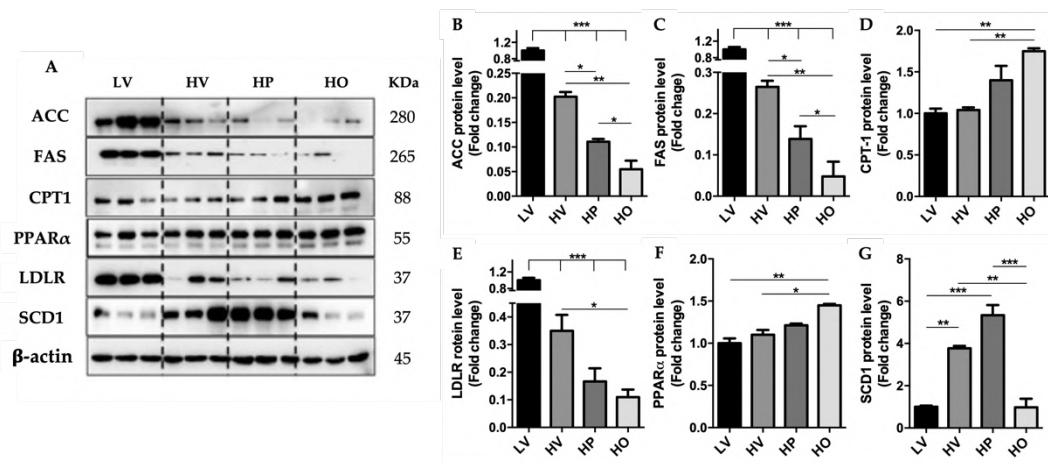 A
LV HV HP HO KDa
ACC 280
FAS 265
CPT1 88
PPARα 55
LDLR 37
SCD1 37
β-actin 45
B
***
*
**
*
1.2
0.8
0.25
0.20
0.15
0.10
0.05
0.00
ACC protein level
(Fold change)
LV HV HP HO
C
***
*
**
*
1.2
0.8
0.3
0.2
0.1
0.0
FAS protein level
(Fold chage)
LV HV HP HO
D
**
**
2.0
1.5
1.0
0.5
0.0
CPT-1 protein level
(Fold change)
LV HV HP HO
E
***
*
1.2
0.8
0.4
0.3
0.2
0.1
0.0
LDLR rotein level
(Fold change)
LV HV HP HO
F
**
*
2.0
1.5
1.0
0.5
0.0
PPARα protein level
(Fold change)
LV HV HP HO
G
***
**
***
**
8
6
4
2
0
SCD1 protein level
(Fold change)
LV HV HP HO